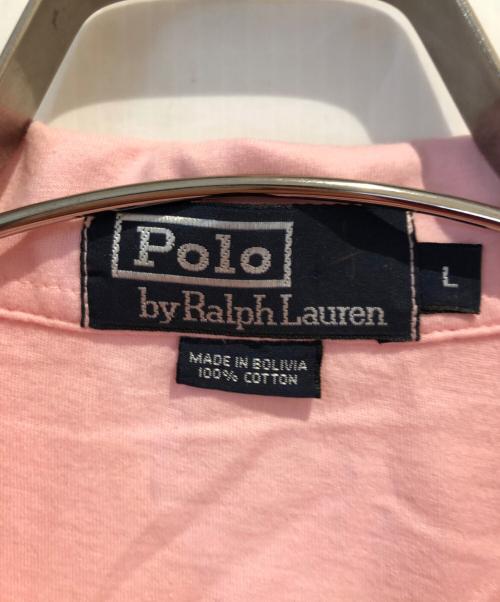 Polo
by Ralph Lauren
L
MADE IN BOLIVIA
100% COTTON